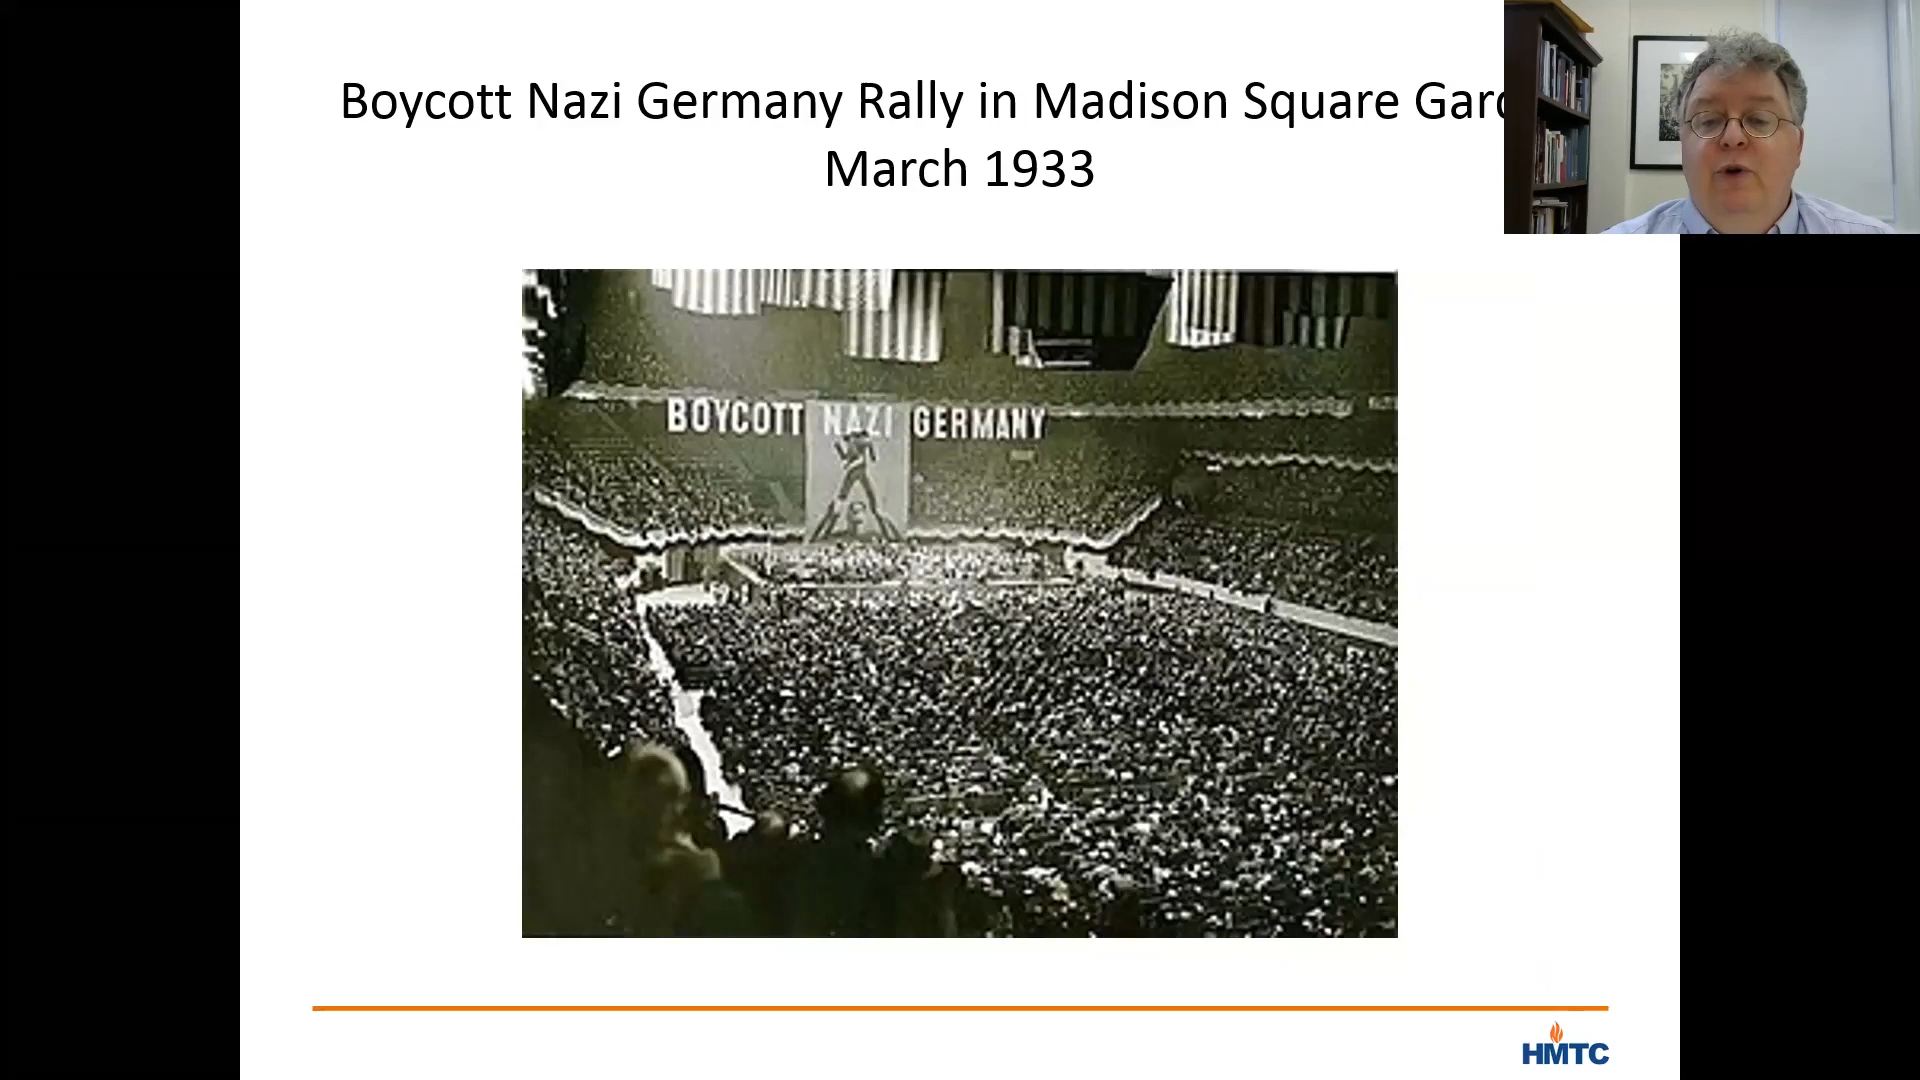 Boycott Nazi Germany Rally in Madison Square Gar
March 1933
BOYCOTT NAZI GERMANY
HMTC